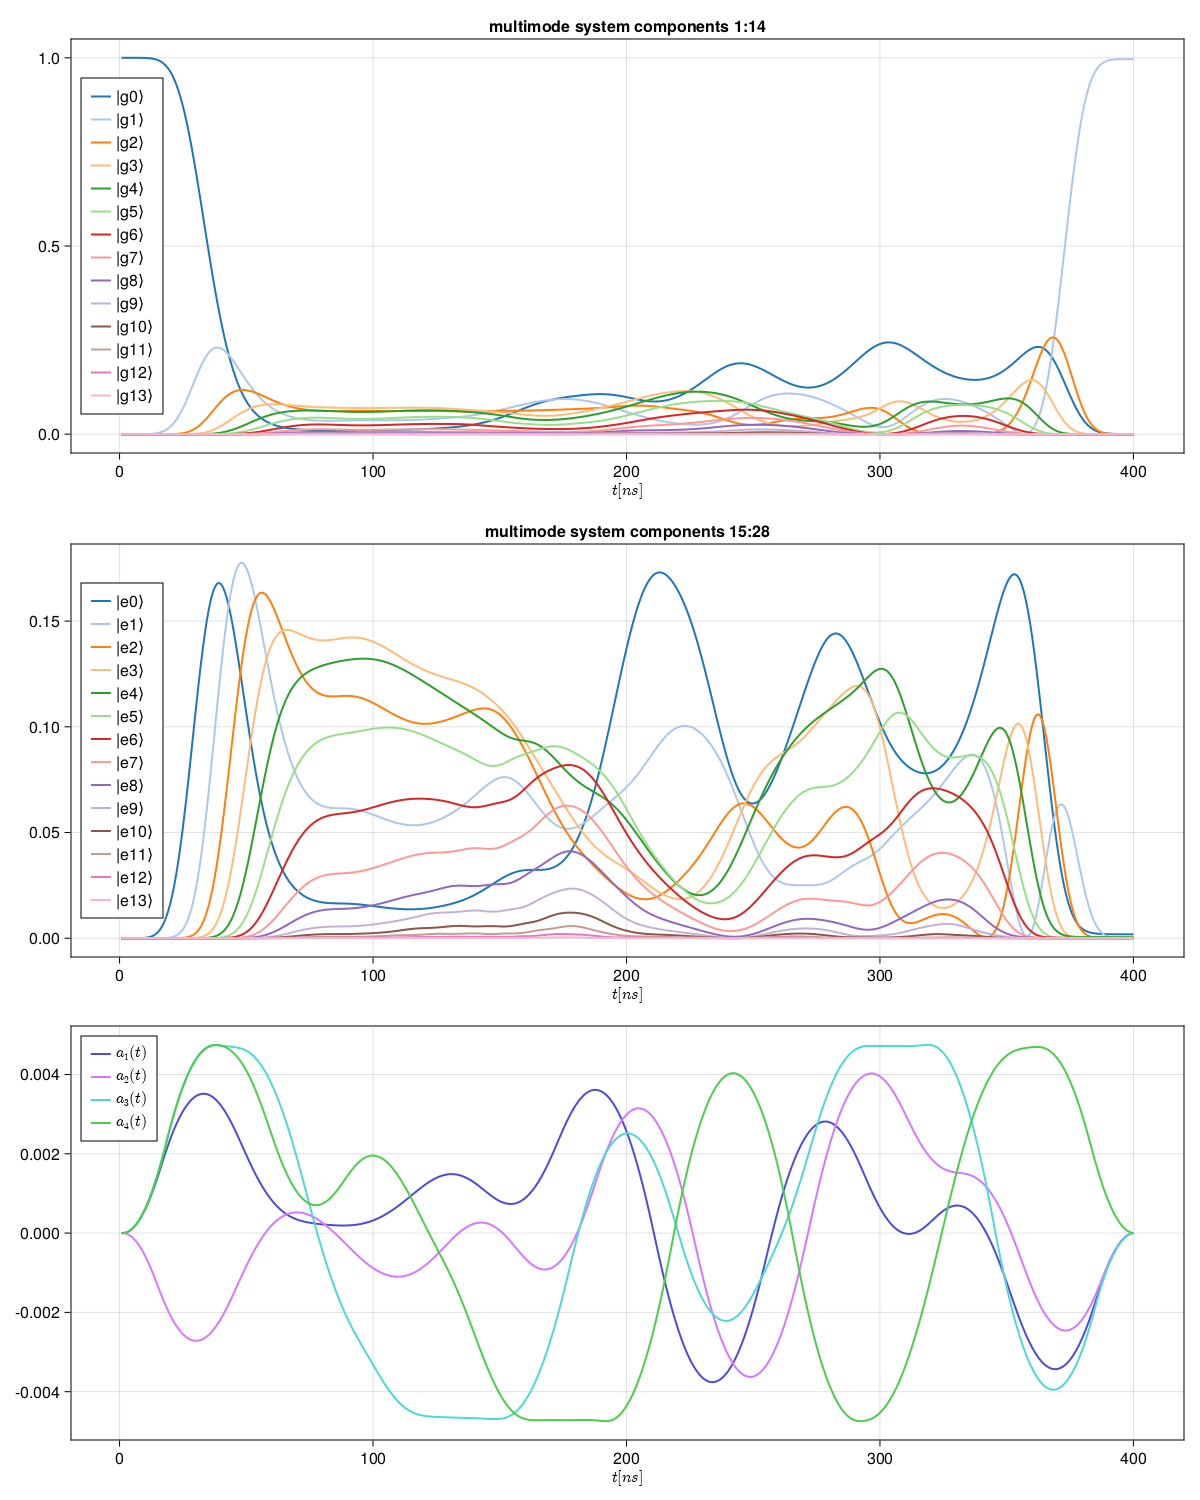 multimode system components 1:14
1.0
0.5
0.0
|g0⟩
|g1⟩
|g2⟩
|g3⟩
|g4⟩
|g5⟩
|g6⟩
|g7⟩
|g8⟩
|g9⟩
|g10⟩
|g11⟩
|g12⟩
|g13⟩
0 100 200 300 400
t[ns]
multimode system components 15:28
0.15
0.10
0.05
0.00
|e0⟩
|e1⟩
|e2⟩
|e3⟩
|e4⟩
|e5⟩
|e6⟩
|e7⟩
|e8⟩
|e9⟩
|e10⟩
|e11⟩
|e12⟩
|e13⟩
0 100 200 300 400
t[ns]
0.004
0.002
0.000
-0.002
-0.004
a₁(t)
a₂(t)
a₃(t)
a₄(t)
0 100 200 300 400
t[ns]